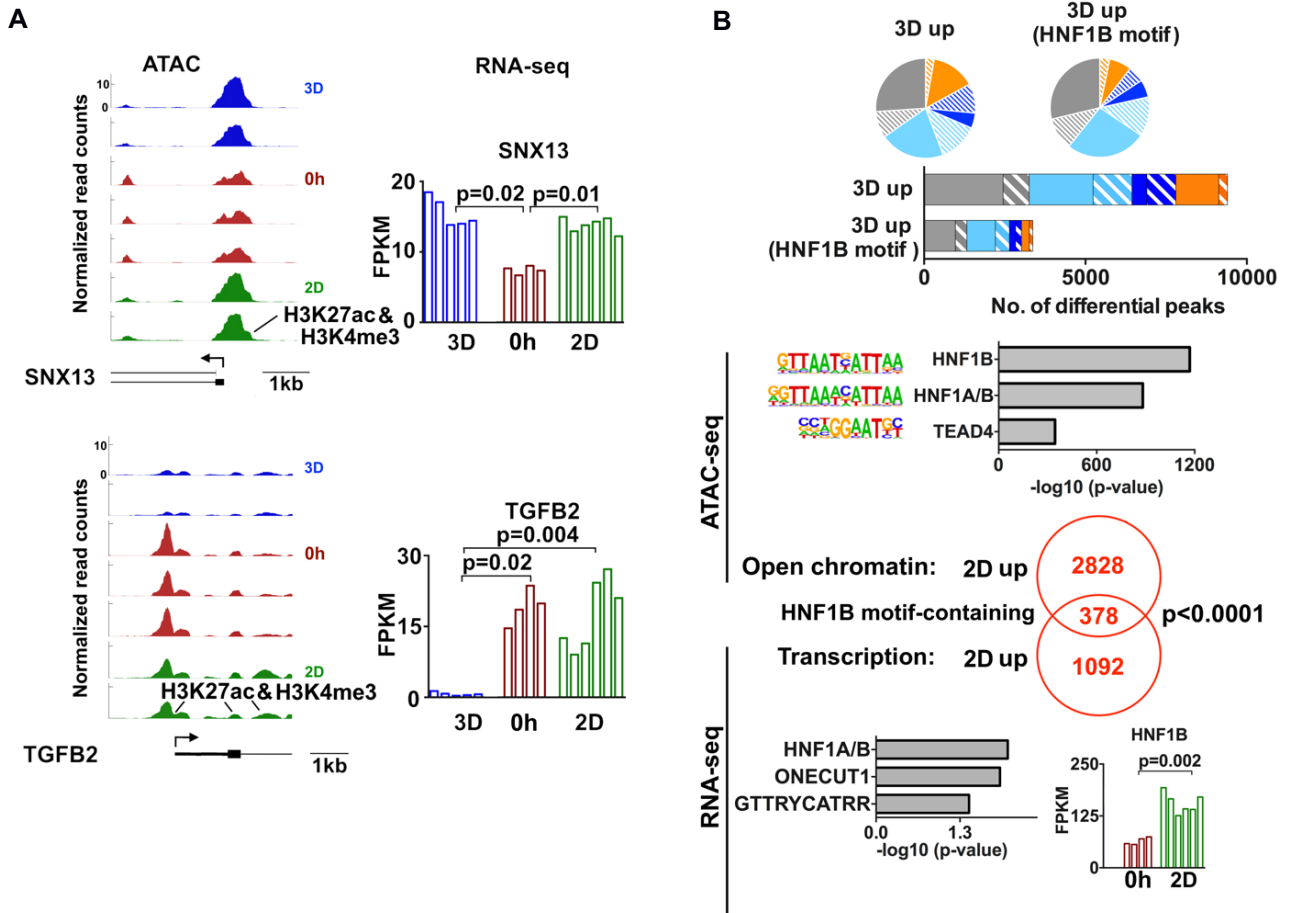 A
ATAC
RNA-seq
Normalized read counts
10
0
3D
0h
2D
H3K27ac &
H3K4me3
SNX13
1kb
SNX13
FPKM
20
10
0
p=0.02
p=0.01
3D
0h
2D
Normalized read counts
10
0
3D
0h
2D
H3K27ac & H3K4me3
TGFB2
1kb
TGFB2
p=0.004
p=0.02
FPKM
30
15
0
3D
0h
2D
B
3D up
3D up
(HNF1B motif)
3D up
3D up
(HNF1B motif)
0
5000
10000
No. of differential peaks
ATAC-seq
GTTAATCATTAA
HNF1B
GGTTAAACATTAA
HNF1A/B
CCTGGAATGC
TEAD4
0
600
1200
-log10 (p-value)
Open chromatin: 2D up
2828
HNF1B motif-containing
378
p<0.0001
Transcription: 2D up
1092
RNA-seq
HNF1A/B
ONECUT1
GTTRYCATRR
0.0
1.3
-log10 (p-value)
HNF1B
p=0.002
FPKM
250
125
0
0h
2D